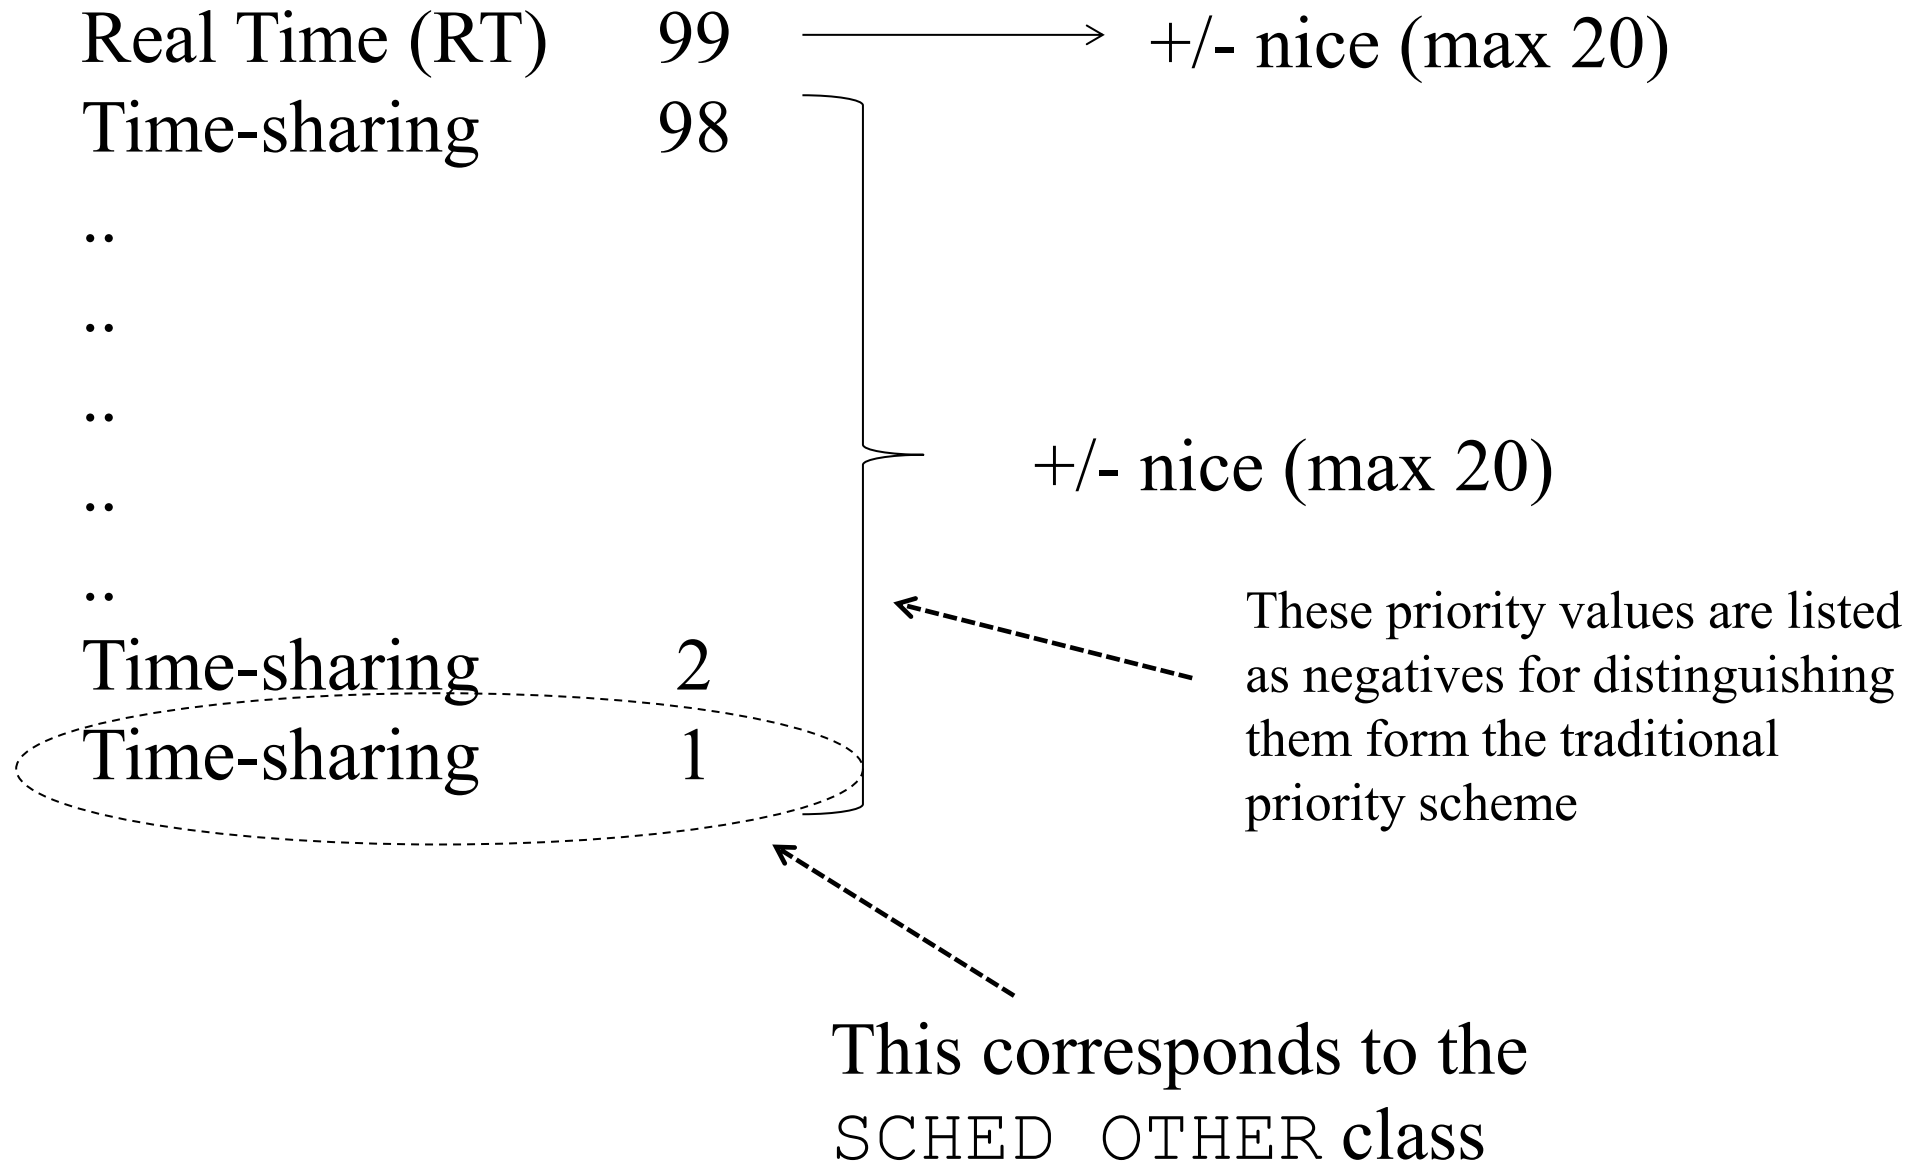 Real Time (RT) 99 +/- nice (max 20)
Time-sharing 98
..
..
..
+/- nice (max 20)
..
..
These priority values are listed
as negatives for distinguishing
them form the traditional
priority scheme
Time-sharing 2
Time-sharing 1
This corresponds to the
SCHED OTHER class